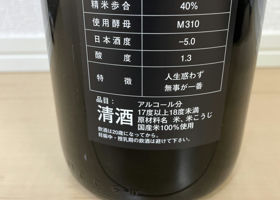 精米歩合 40%
使用酵母 M310
日本酒度 -5.0
酸度 1.3
特徴 人生惑わず
無事が一番
品目:
清酒
アルコール分
17度以上18度未満
原材料名 米、米こうじ
国産米100%使用
飲酒は20歳になってから。
妊娠中・授乳期の飲酒は避けて下さい。